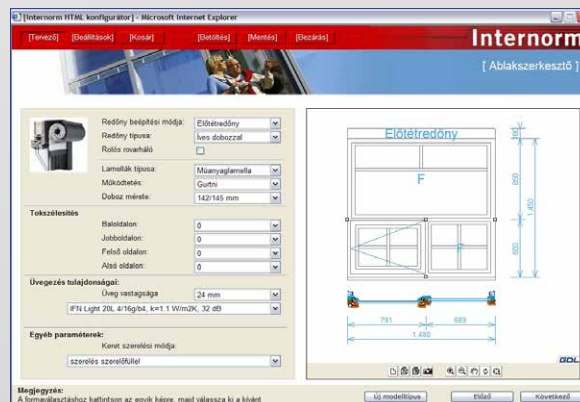 [Internorm HTML konfigurátor] - Microsoft Internet Explorer
[Tervező] [Beállítások] [Kosár] [Betöltés] [Mentés] [Bezárás]
Internorm
[ Ablakszerkesztő ]
Redőny beépítési módja: Előtétredőny
Redőny típusa: Íves dobozzal
Rolós rovarháló
Lamellák típusa: Műanyaglamella
Működtetés: Gurtni
Doboz mérete: 142/145 mm
Tokszélesítés
Baloldalon: 0
Jobboldalon: 0
Felső oldalon: 0
Alsó oldalon: 0
Üvegezés tulajdonságai:
Üveg vastagsága 24 mm
IFN Light 20L 4/16g/b4, k=1.1 W/m2K, 32 dB
Egyéb paraméterek:
Keret szerelési módja:
szerelés szerelőfüllel
Előtétredőny
F
F
850
600
1,450
791 689
1,480
GDL
Megjegyzés:
A formaválasztáshoz kattintson az egyik képre, majd válassza ki a kívánt
Új modelltípus Előző Következő